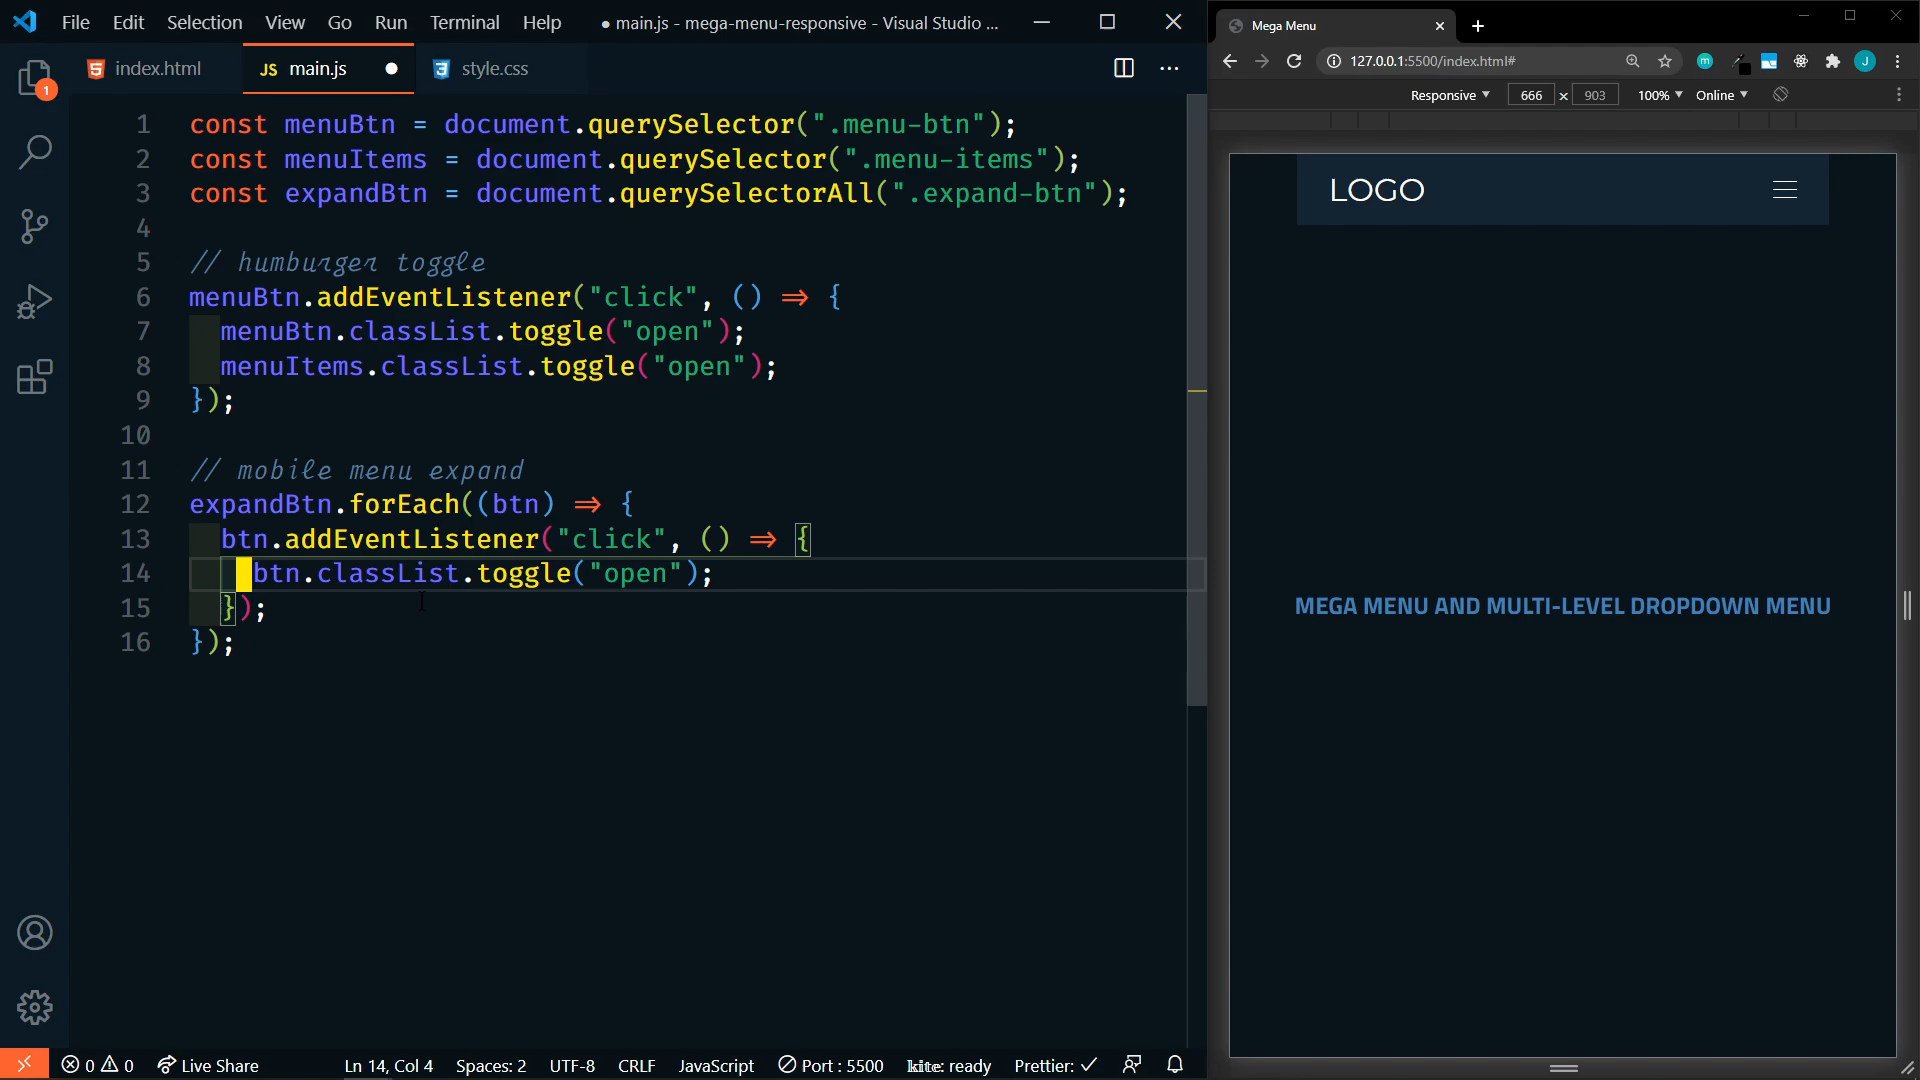 File Edit Selection View Go Run Terminal Help ● main.js - mega-menu-responsive - Visual Studio ...
1
index.html JS main.js style.css
1 const menuBtn = document.querySelector(".menu-btn");
2 const menuItems = document.querySelector(".menu-items");
3 const expandBtn = document.querySelectorAll(".expand-btn");
4
5 // humburger toggle
6 menuBtn.addEventListener("click", () ⇒ {
7 menuBtn.classList.toggle("open");
8 menuItems.classList.toggle("open");
9 });
10
11 // mobile menu expand
12 expandBtn.forEach((btn) ⇒ {
13 btn.addEventListener("click", () ⇒ {
14 btn.classList.toggle("open");
15 });
16 });
0 0 Live Share Ln 14, Col 4 Spaces: 2 UTF-8 CRLF JavaScript Port : 5500 kite: ready Prettier: ✓
Mega Menu
127.0.0.1:5500/index.html# m J
Responsive 666 x 903 100% Online
LOGO
MEGA MENU AND MULTI-LEVEL DROPDOWN MENU